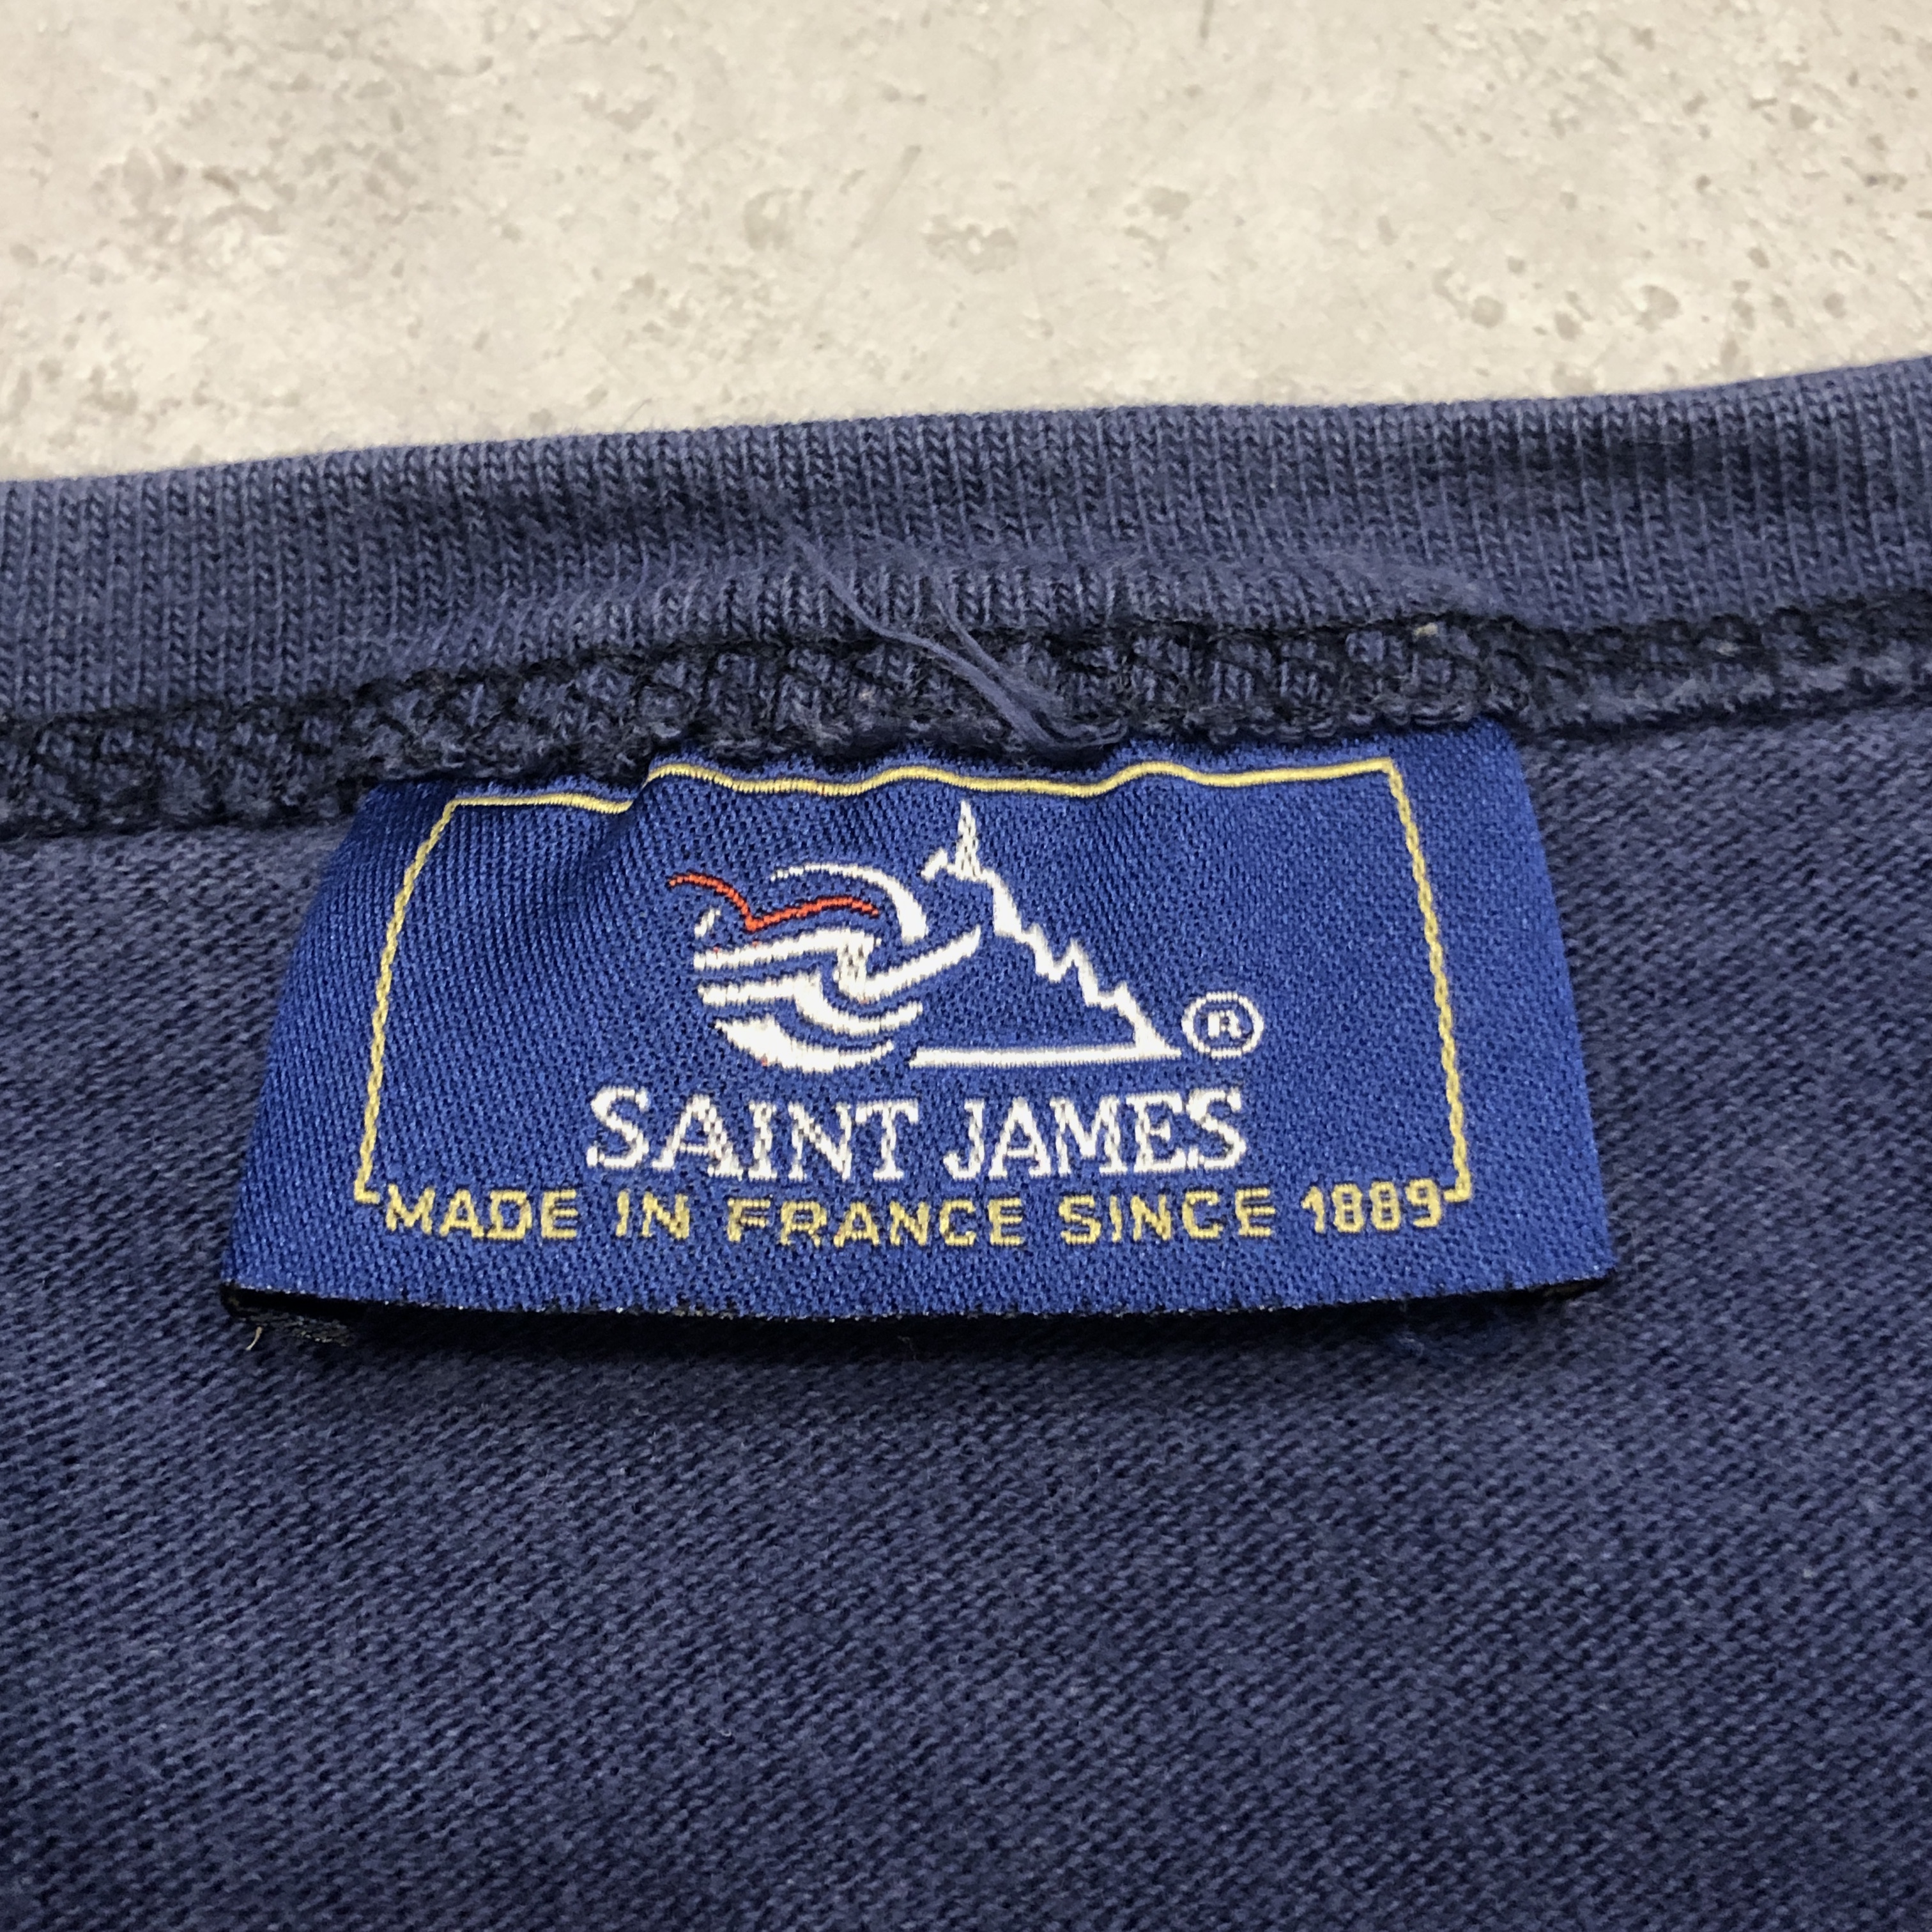 ®
SAINT JAMES
MADE IN FRANCE SINCE 1889